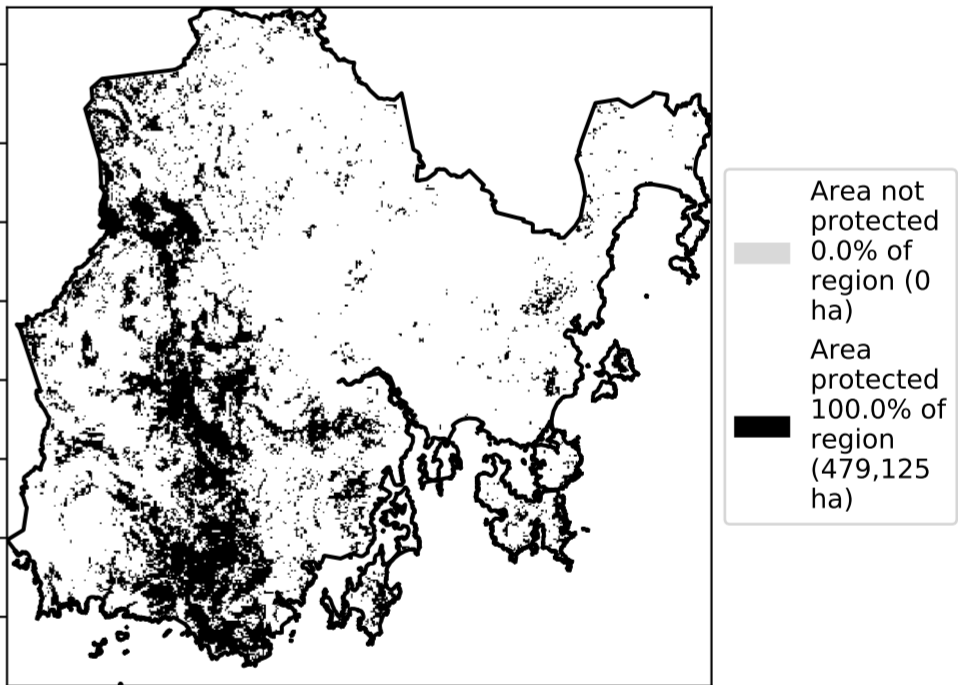 Area not
protected
0.0% of
region (0
ha)
Area
protected
100.0% of
region
(479,125
ha)